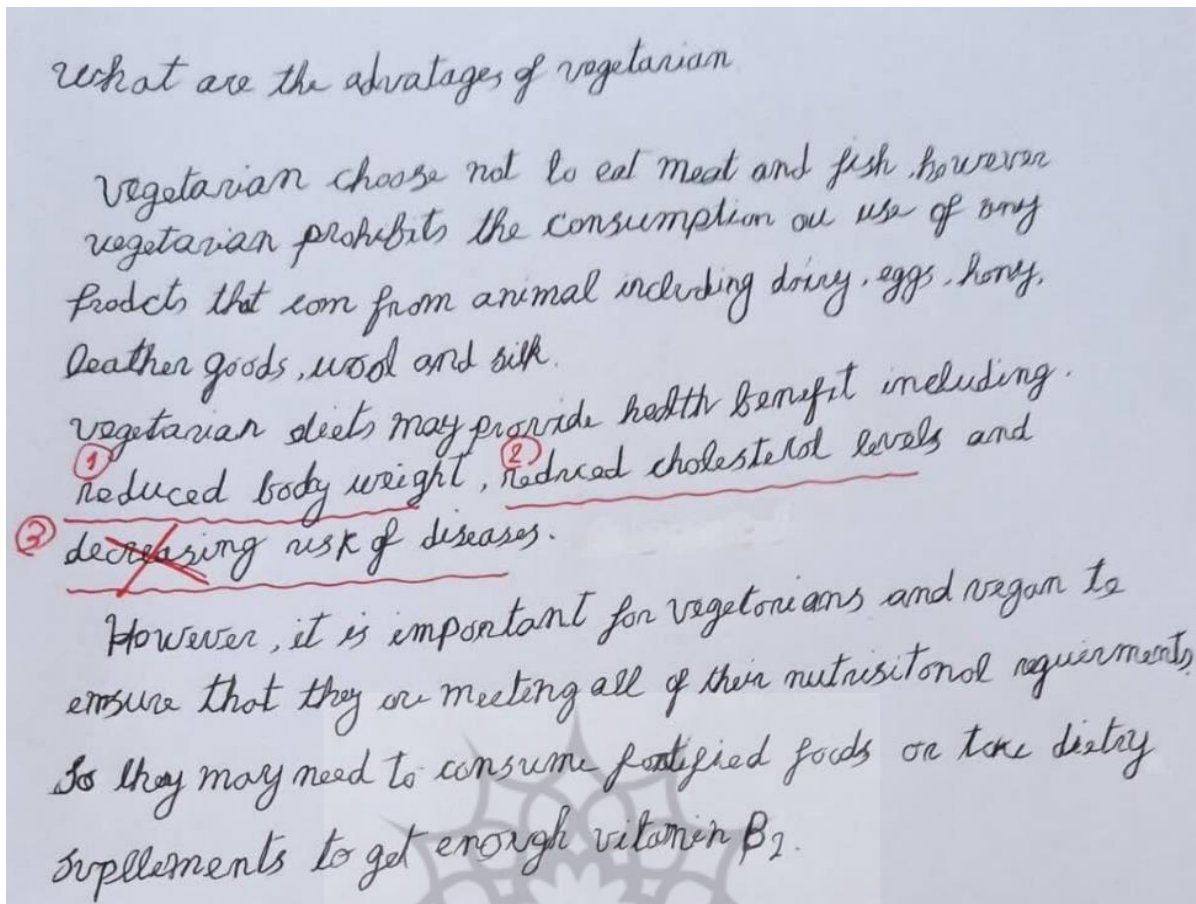 What are the advatages of vegetarian
Vegetarian choose not to eat meat and fish, however
vegetarian prohibits the consumption ou use of any
prodcts that com from animal including dairy, eggs, hony,
leather goods, wool and silk.
vegetarian diets may provide health benefit including.
① reduced body weight, ② reduced cholesterol levels and
③ decreasing risk of diseases.
However, it is important for vegetarians and vegan to
ensure that they are meeting all of their nutrisitonal requirments.
So they may need to consume fortified foods or take dietry
supllements to get enough vitamin B2.